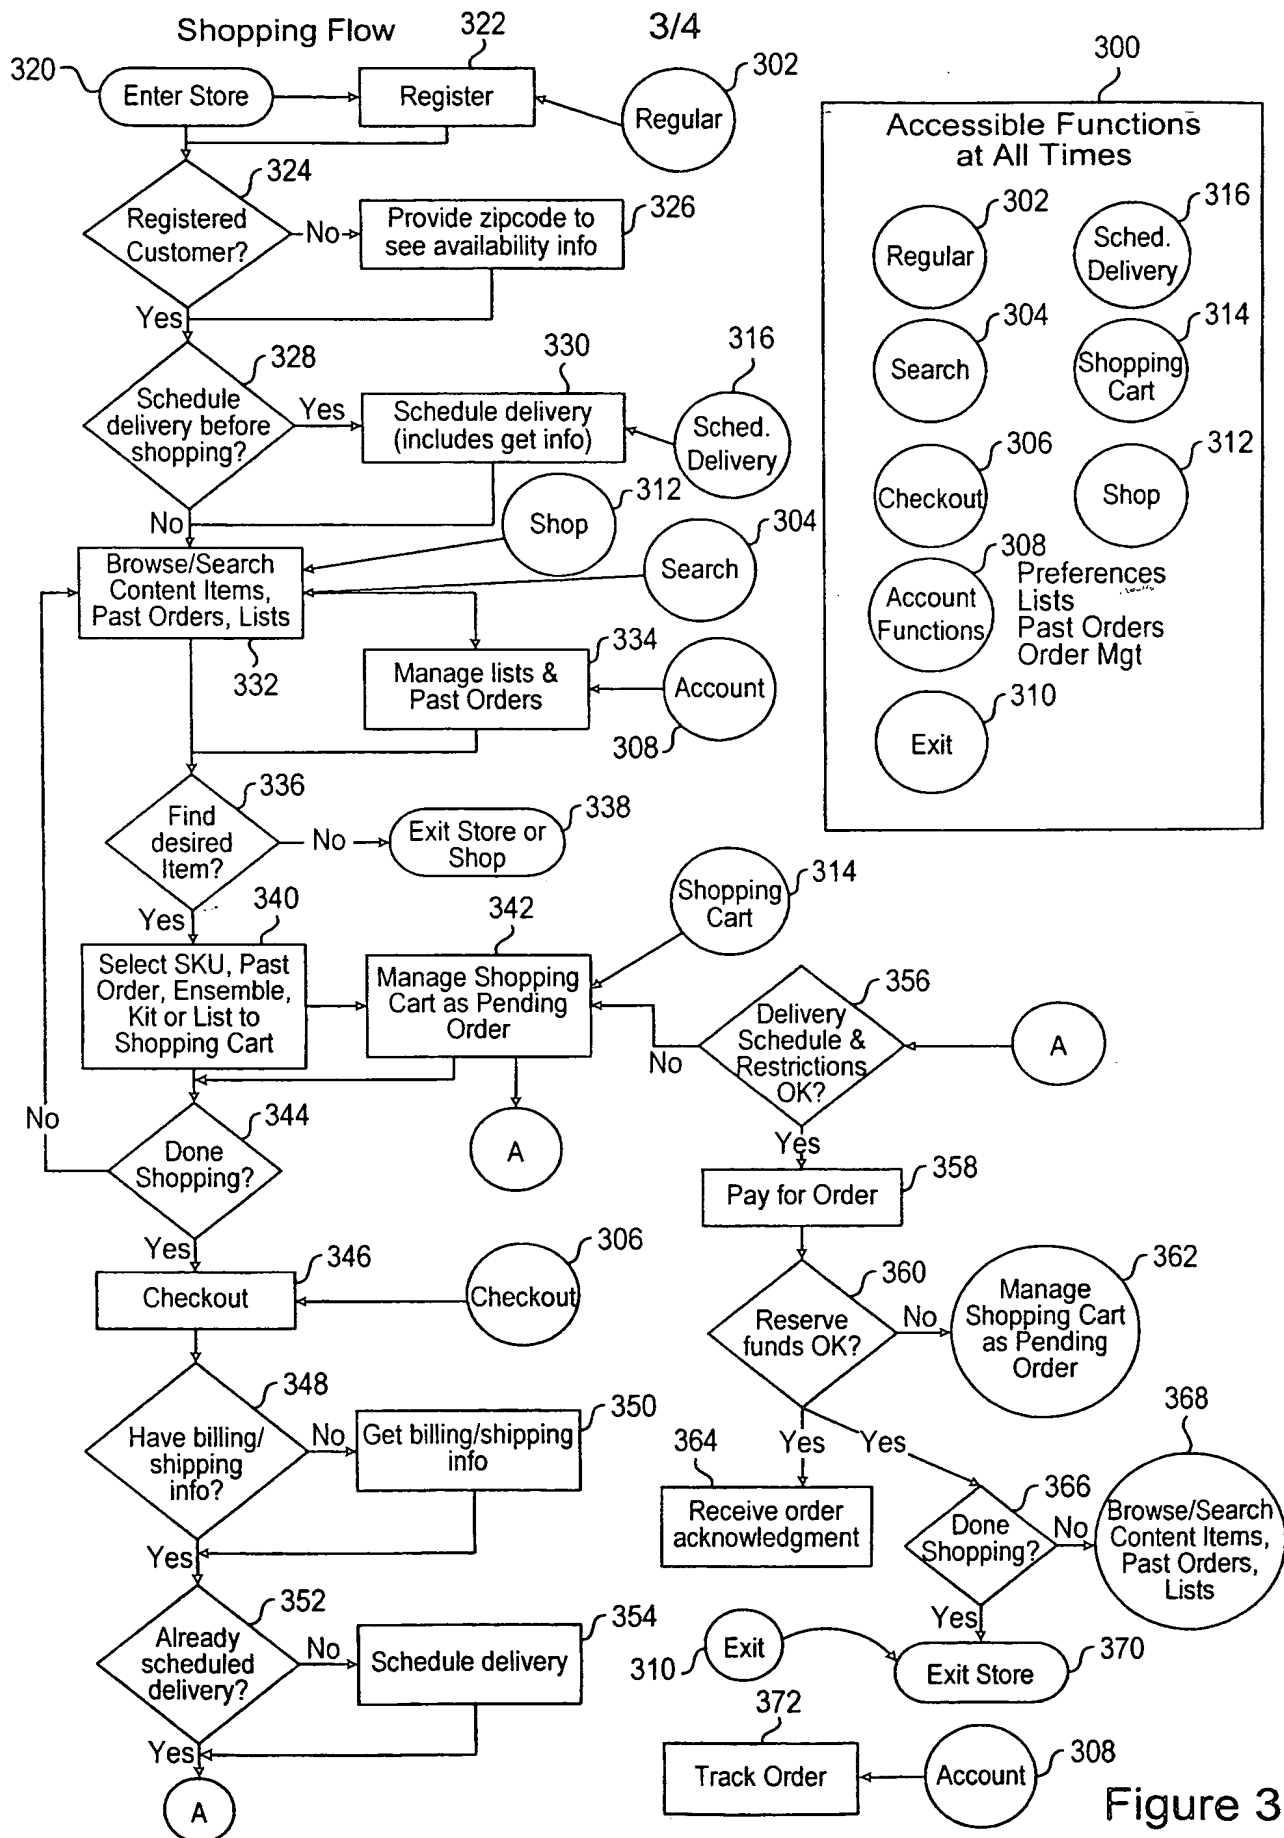 Shopping Flow
3/4
320
Enter Store
322
Register
302
Regular
300
Accessible Functions
at All Times
302
Regular
316
Sched.
Delivery
304
Search
314
Shopping
Cart
306
Checkout
312
Shop
308
Account
Functions
Preferences
Lists
Past Orders
Order Mgt
310
Exit
324
Registered
Customer?
No
326
Provide zipcode to
see availability info
Yes
328
Schedule
delivery before
shopping?
Yes
330
Schedule delivery
(includes get info)
316
Sched.
Delivery
No
312
Shop
304
Search
Browse/Search
Content Items,
Past Orders, Lists
332
334
Manage lists &
Past Orders
Account
308
336
Find
desired
Item?
No
338
Exit Store or
Shop
Yes
340
Select SKU, Past
Order, Ensemble,
Kit or List to
Shopping Cart
342
Manage Shopping
Cart as Pending
Order
314
Shopping
Cart
356
Delivery
Schedule &
Restrictions
OK?
No
A
No
344
Done
Shopping?
A
Yes
358
Pay for Order
Yes
346
Checkout
306
Checkout
360
Reserve
funds OK?
No
362
Manage
Shopping Cart
as Pending
Order
348
Have billing/
shipping
info?
No
350
Get billing/shipping
info
Yes
Yes
364
Receive order
acknowledgment
366
Done
Shopping?
No
368
Browse/Search
Content Items,
Past Orders,
Lists
Yes
352
Already
scheduled
delivery?
No
354
Schedule delivery
Yes
310
Exit
370
Exit Store
Yes
A
372
Track Order
Account
308
Figure 3